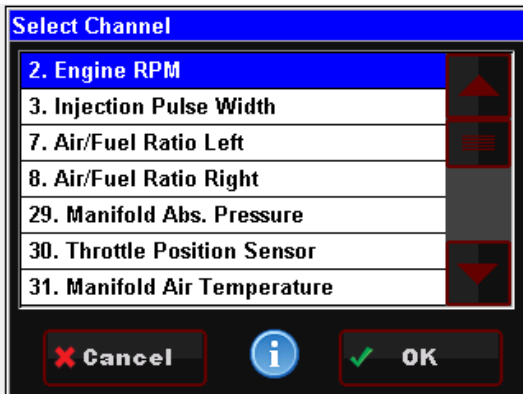 Select Channel
2. Engine RPM
3. Injection Pulse Width
7. Air/Fuel Ratio Left
8. Air/Fuel Ratio Right
29. Manifold Abs. Pressure
30. Throttle Position Sensor
31. Manifold Air Temperature
Cancel
i
OK